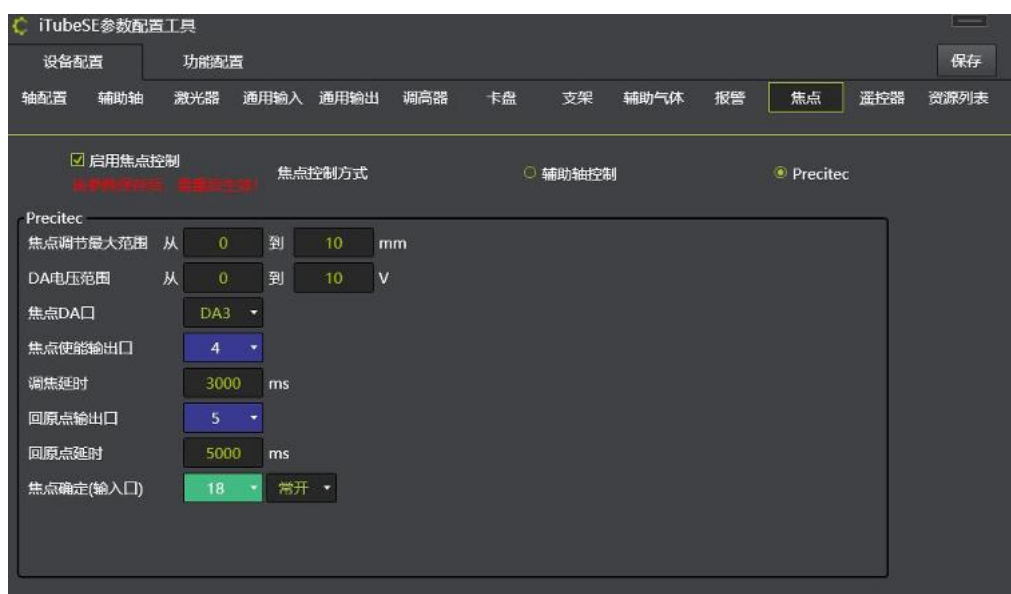 iTubeSE参数配置工具
设备配置 功能配置 保存
轴配置 辅助轴 激光器 通用输入 通用输出 调高器 卡盘 支架 辅助气体 报警 焦点 遥控器 资源列表
启用焦点控制 焦点控制方式 辅助轴控制 Precitec
Precitec
焦点调节最大范围 从 0 到 10 mm
DA电压范围 从 0 到 10 V
焦点DA口 DA3
焦点使能输出口 4
调焦延时 3000 ms
回原点输出口 5
回原点延时 5000 ms
焦点确定(输入口) 18 常开